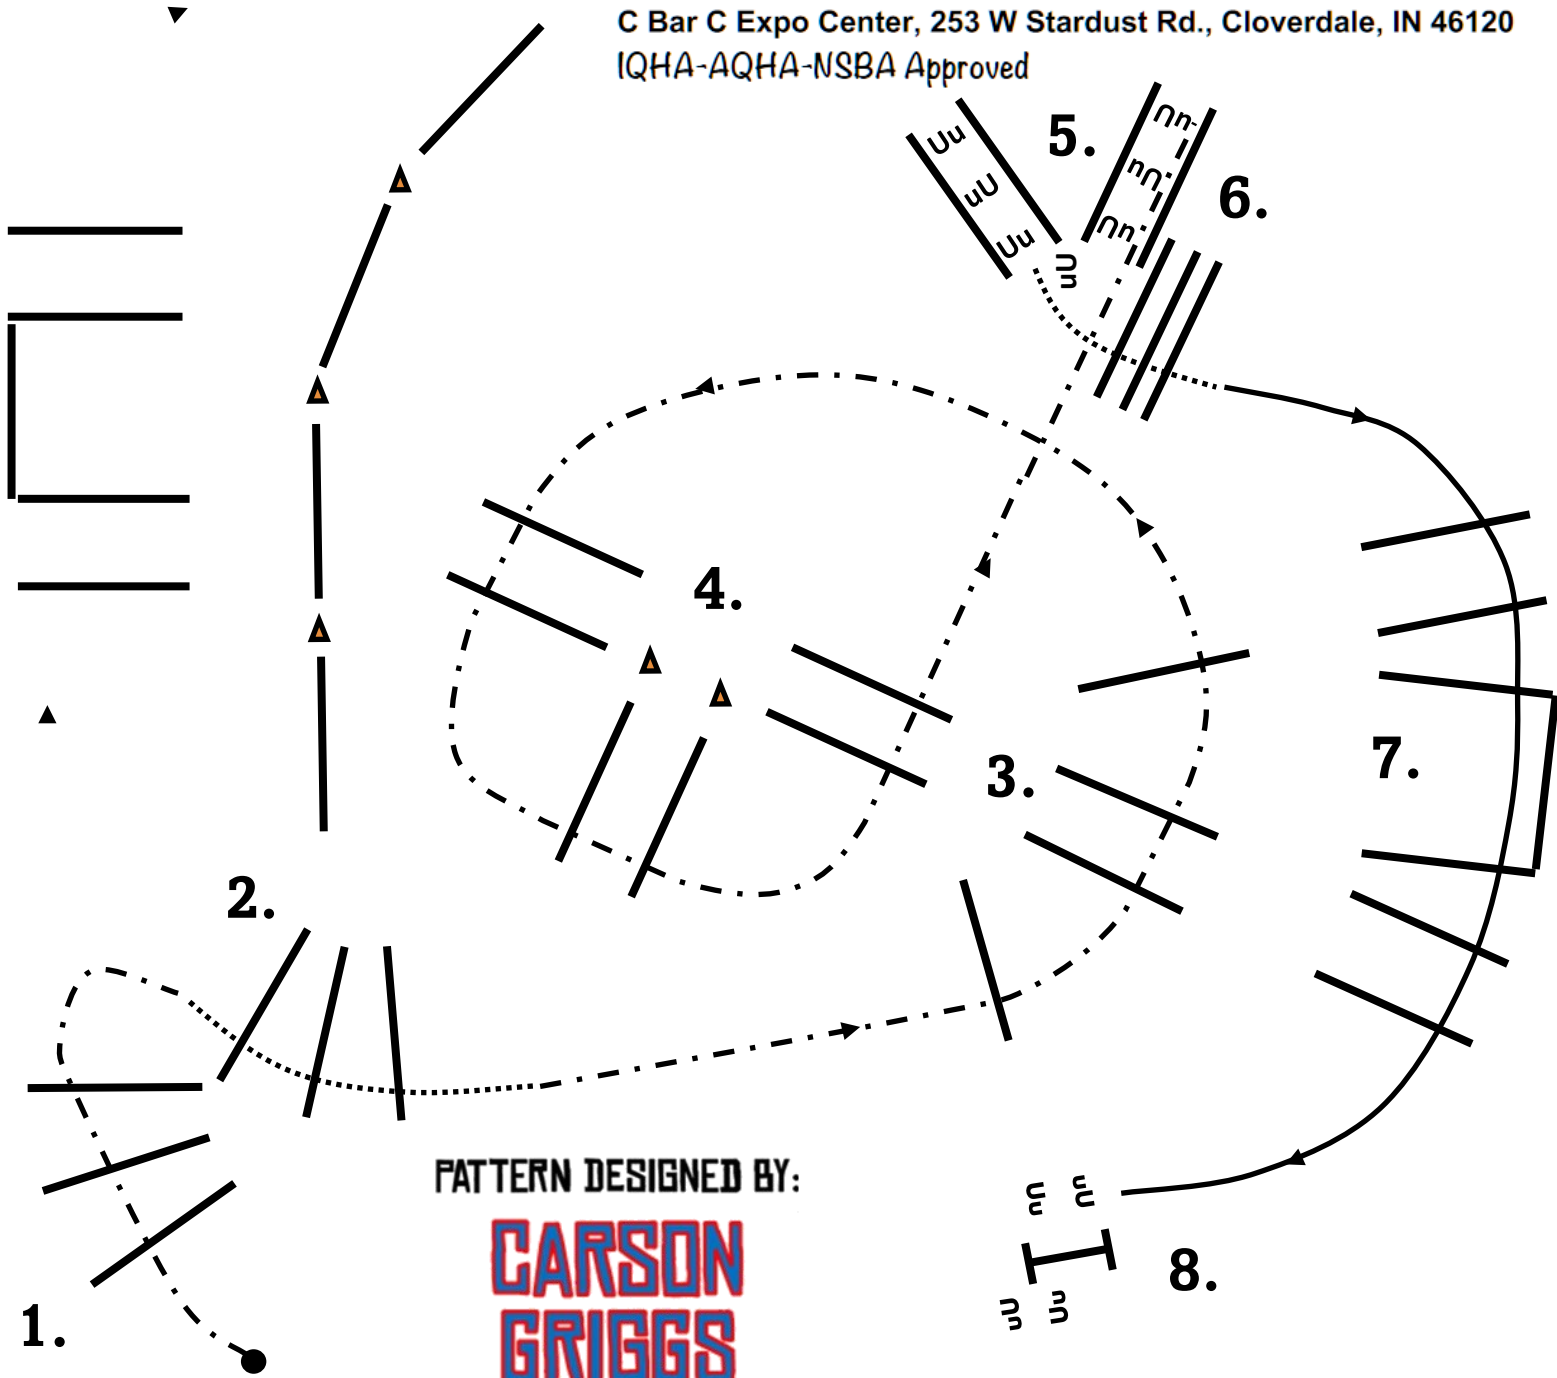 C Bar C Expo Center, 253 W Stardust Rd., Cloverdale, IN 46120
IQHA-AQHA-NSBA Approved
5.
6.
4.
3.
7.
2.
PATTERN DESIGNED BY:
CARSON
GRIGGS
8.
1.